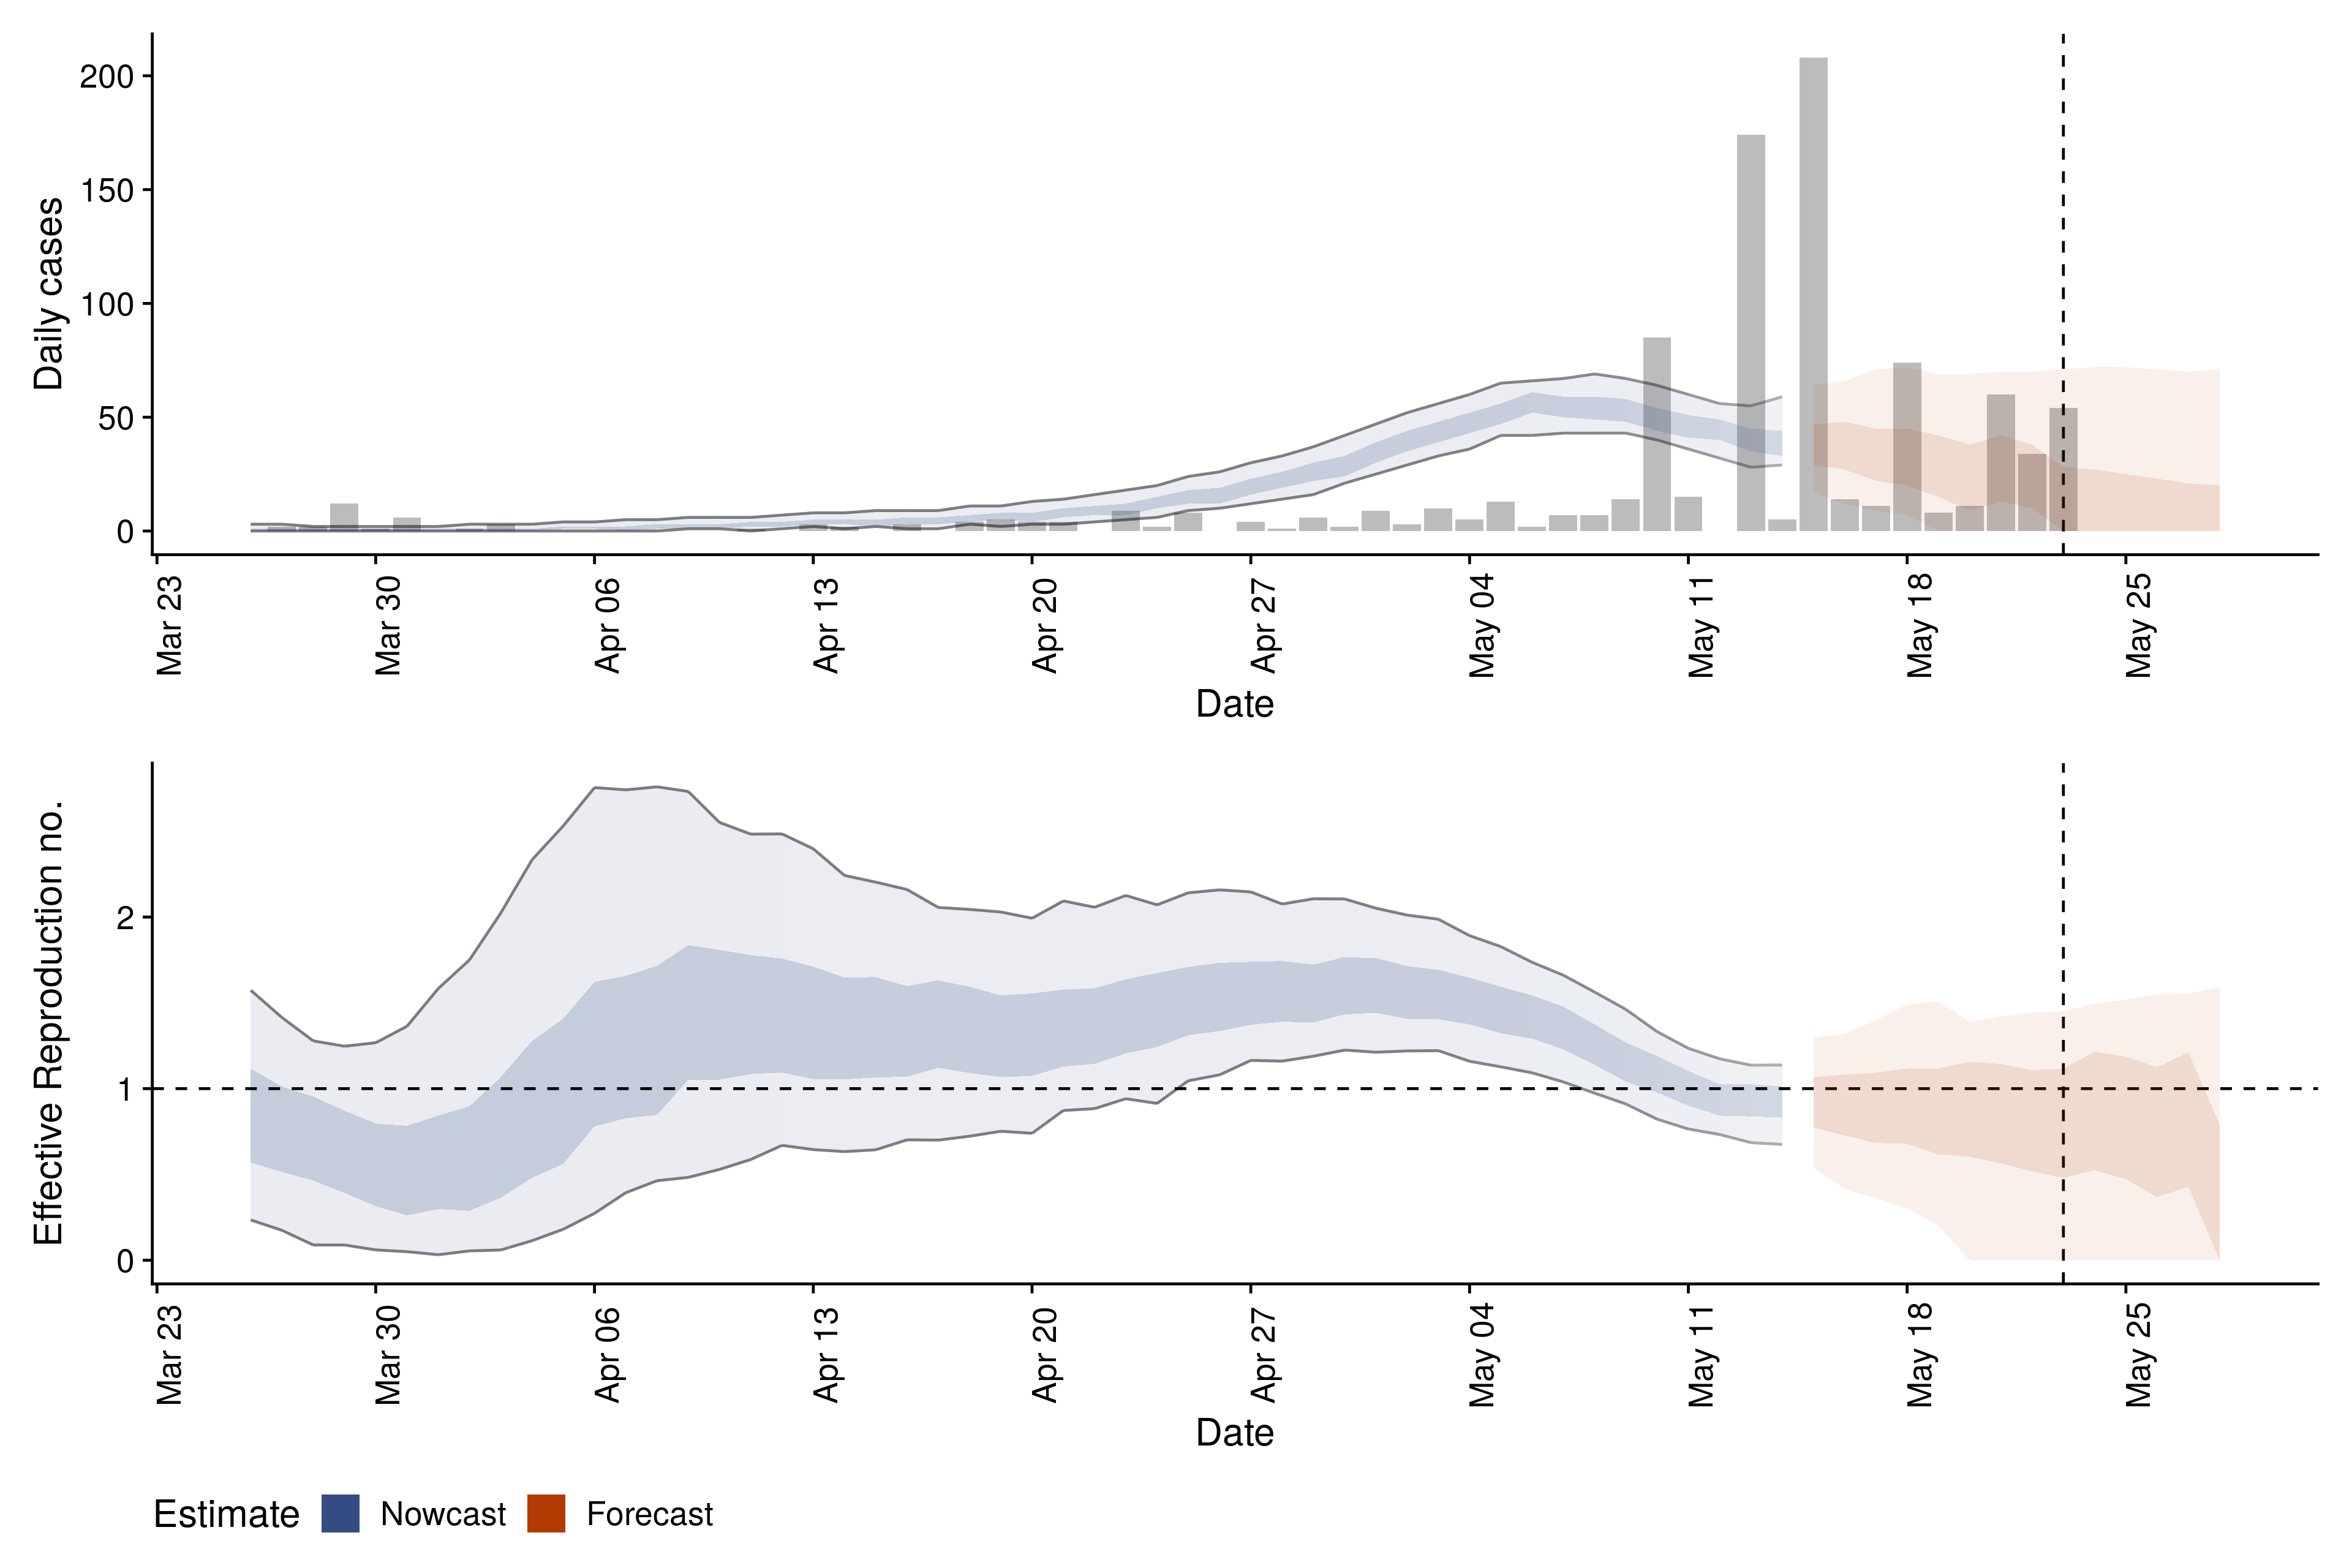 Daily cases
200
150
100
50
0
Mar 23
Mar 30
Apr 06
Apr 13
Apr 20
Apr 27
May 04
May 11
May 18
May 25
Date
Effective Reproduction no.
2
1
0
Mar 23
Mar 30
Apr 06
Apr 13
Apr 20
Apr 27
May 04
May 11
May 18
May 25
Date
Estimate Nowcast Forecast